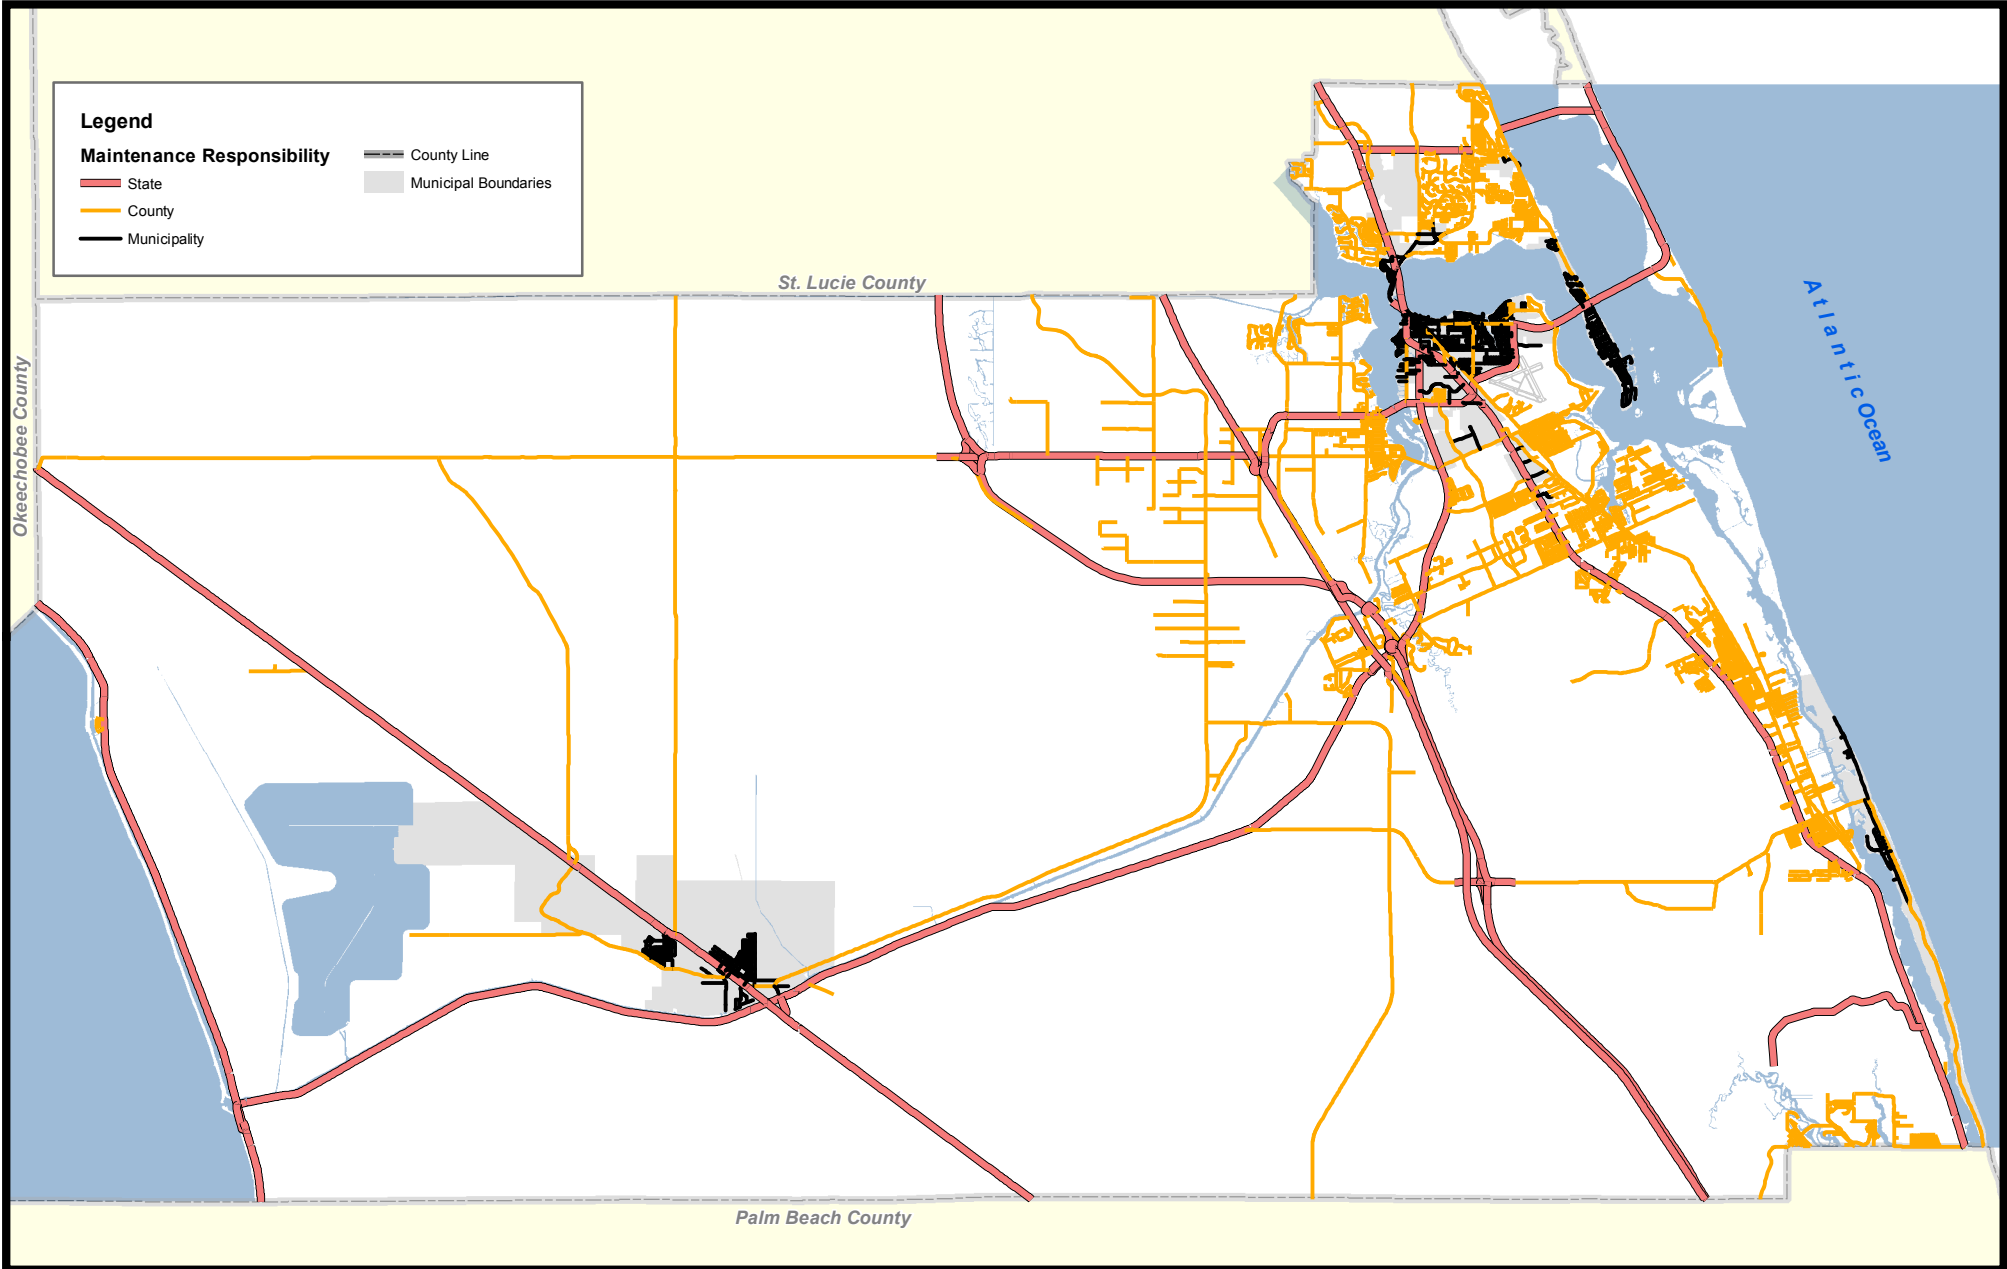 Legend
Maintenance Responsibility
State
County
Municipality
County Line
Municipal Boundaries
St. Lucie County
Okeechobee County
Atlantic Ocean
Palm Beach County